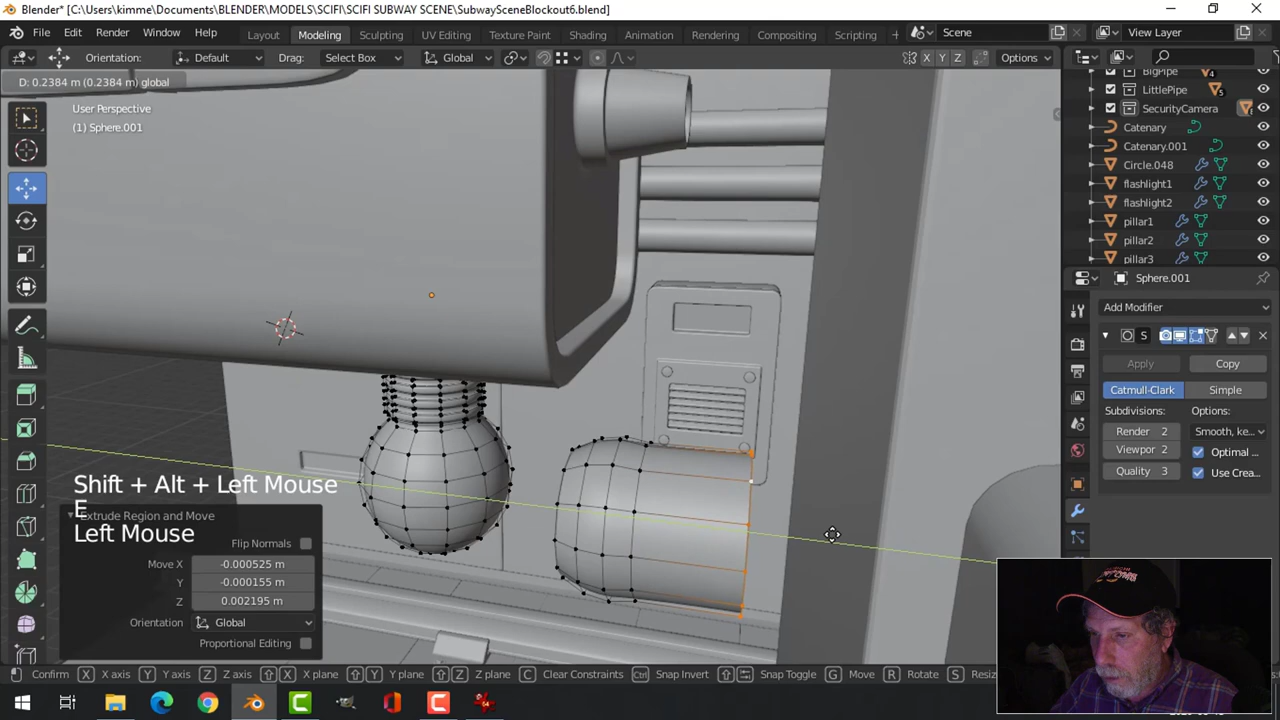 Blender* [C:\Users\kimme\Documents\BLENDER\MODELS\SCIFI\SCIFI SUBWAY SCENE\SubwaySceneBlockout6.blend]
File Edit Render Window Help Layout Modeling Sculpting UV Editing Texture Paint Shading Animation Rendering Compositing Scripting + Scene View Layer
Orientation: Default Drag: Select Box Global X Y Z Options
D: 0.2384 m (0.2384 m) global
User Perspective
(1) Sphere.001
BigPipe
LittlePipe
SecurityCamera
Catenary
Catenary.001
Circle.048
flashlight1
flashlight2
pillar1
pillar2
pillar3
Sphere.001
Add Modifier
S
Apply Copy
Catmull-Clark Simple
Subdivisions: Options:
Render 2 Smooth, ke...
Viewpor 2 Optimal ...
Quality 3 Use Crea...
Shift + Alt + Left Mouse
E
Left Mouse
Extrude Region and Move
Flip Normals
Move X -0.000525 m
Y -0.000155 m
Z 0.002195 m
Orientation Global
Proportional Editing
Confirm X X axis Y Y axis Z Z axis X X plane Y Y plane Z Z plane C Clear Constraints Ctrl Snap Invert Snap Toggle G Move R Rotate S Resiz